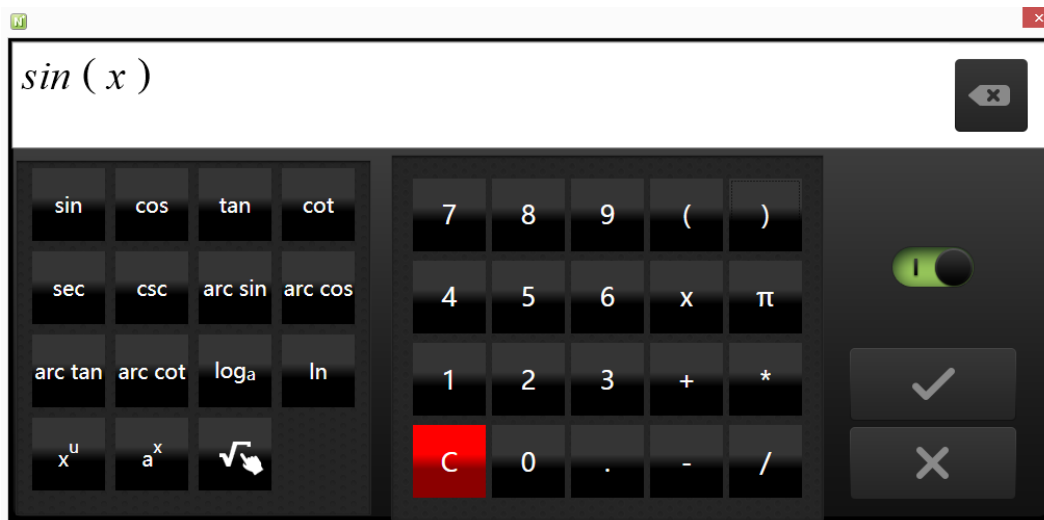 N
sin ( x )
sin cos tan cot
7 8 9 ( )
sec csc arc sin arc cos
4 5 6 x π
arc tan arc cot logₐ ln
1 2 3 + *
xᵘ aˣ √
C 0 . - /